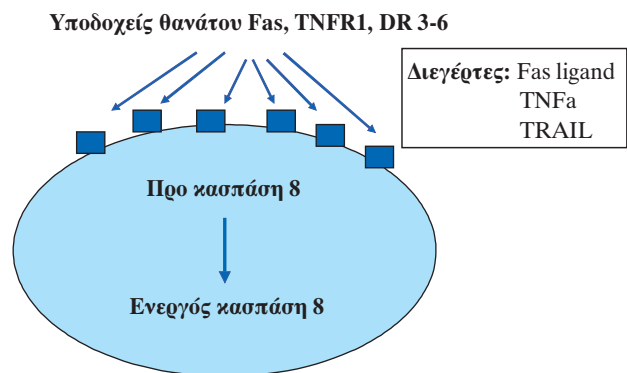 Υποδοχείς θανάτου Fas, TNFR1, DR 3-6
Διεγέρτες: Fas ligand
TNFa
TRAIL
Προ κασπάση 8
Ενεργός κασπάση 8